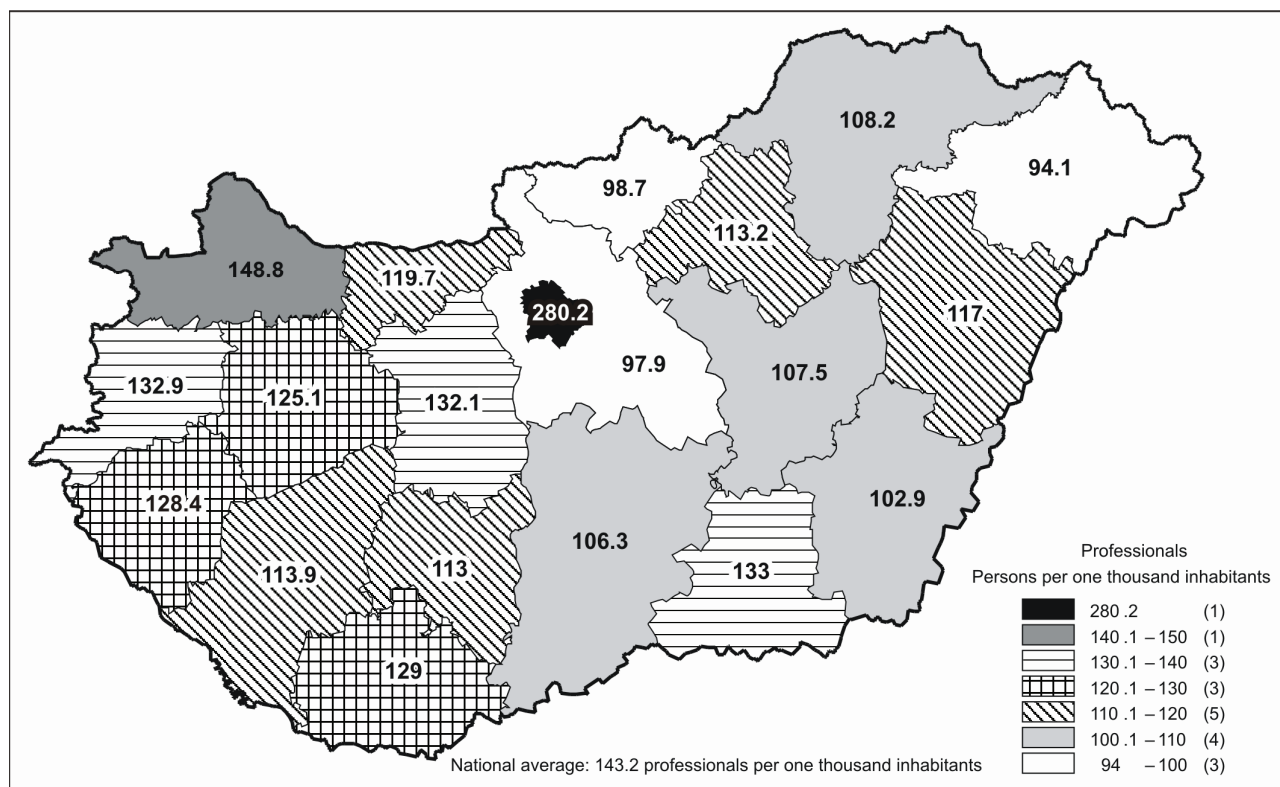 108.2
94.1
98.7
113.2
148.8
119.7
280.2
117
97.9
107.5
132.9
125.1
132.1
128.4
102.9
106.3
113.9
113
133
129
Professionals
Persons per one thousand inhabitants
280 .2 (1)
140 .1 – 150 (1)
130 .1 – 140 (3)
120 .1 – 130 (3)
110 .1 – 120 (5)
100 .1 – 110 (4)
94 – 100 (3)
National average: 143.2 professionals per one thousand inhabitants